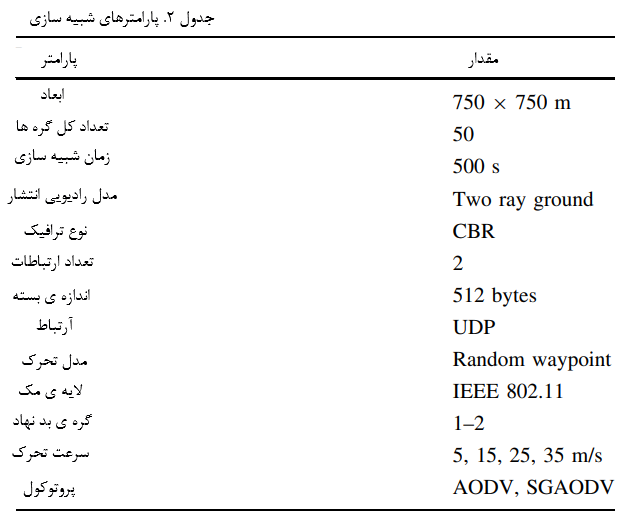 جدول ۲. پارامترهای شبیه سازی
پارامتر مقدار
ابعاد 750 × 750 m
تعداد کل گره ها 50
زمان شبیه سازی 500 s
مدل رادیویی انتشار Two ray ground
نوع ترافیک CBR
تعداد ارتباطات 2
اندازه ی بسته 512 bytes
آرتباط UDP
مدل تحرک Random waypoint
لایه ی مک IEEE 802.11
گره ی بد نهاد 1–2
سرعت تحرک 5, 15, 25, 35 m/s
پروتوکول AODV, SGAODV